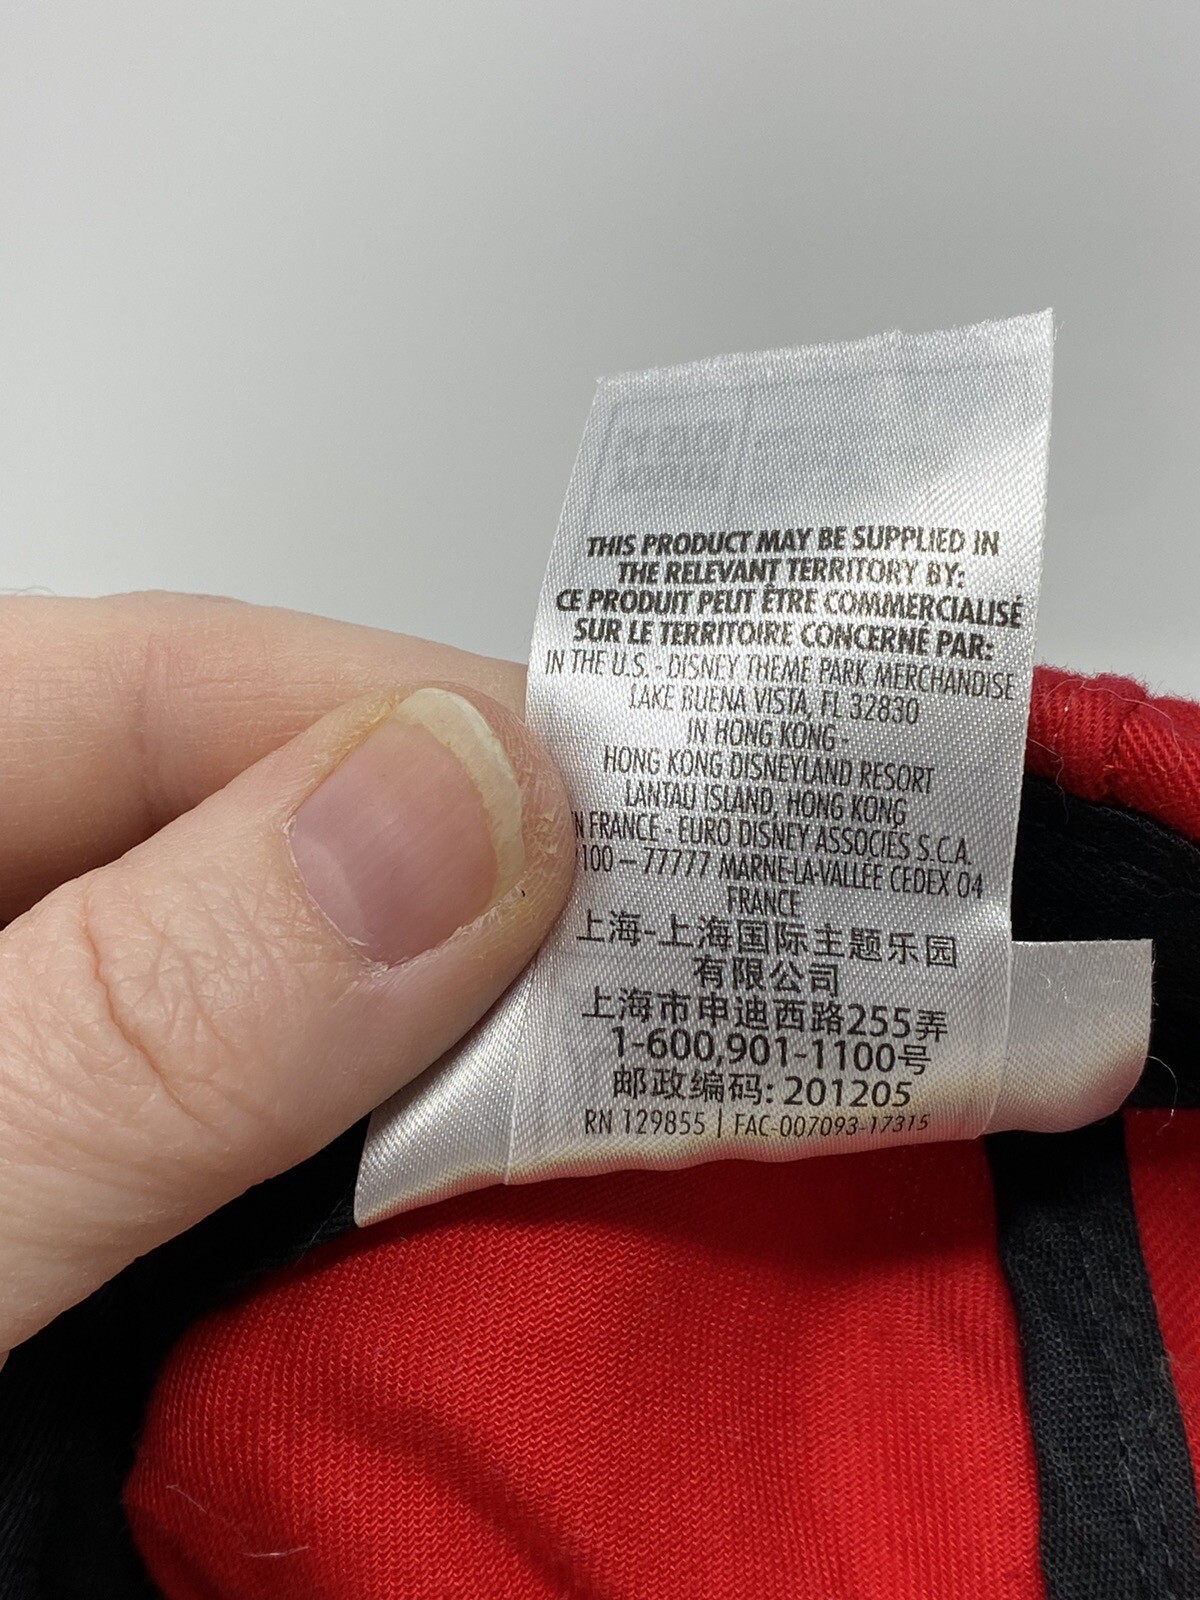 THIS PRODUCT MAY BE SUPPLIED IN
THE RELEVANT TERRITORY BY:
CE PRODUIT PEUT ÊTRE COMMERCIALISÉ
SUR LE TERRITOIRE CONCERNÉ PAR:
IN THE U.S. - DISNEY THEME PARK MERCHANDISE
LAKE BUENA VISTA, FL 32830
IN HONG KONG -
HONG KONG DISNEYLAND RESORT
LANTAU ISLAND, HONG KONG
N FRANCE - EURO DISNEY ASSOCIÉS S.C.A.
100 – 77777 MARNE-LA-VALLÉE CEDEX 04
FRANCE
上海-上海国际主题乐园
有限公司
上海市申迪西路255弄
1-600,901-1100号
邮政编码: 201205
RN 129855 | FAC-007093-17315